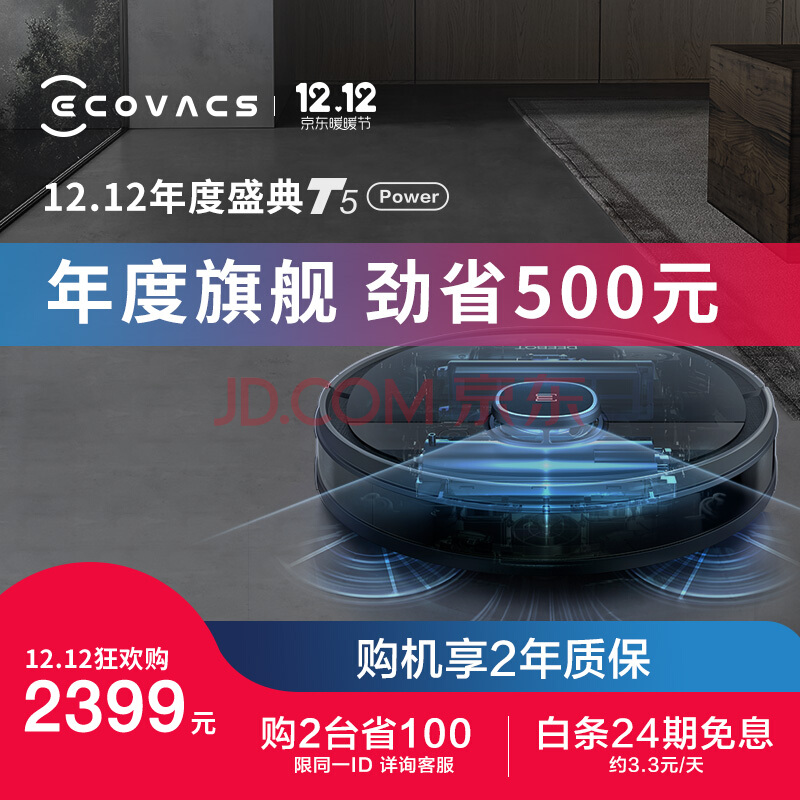 ECOVACS
12.12
京东暖暖节
12.12年度盛典T5 Power
年度旗舰 劲省500元
DEEBOT
JD.COM 京东
12.12狂欢购
2399元
购机享2年质保
购2台省100
限同一ID 详询客服
白条24期免息
约3.3元/天